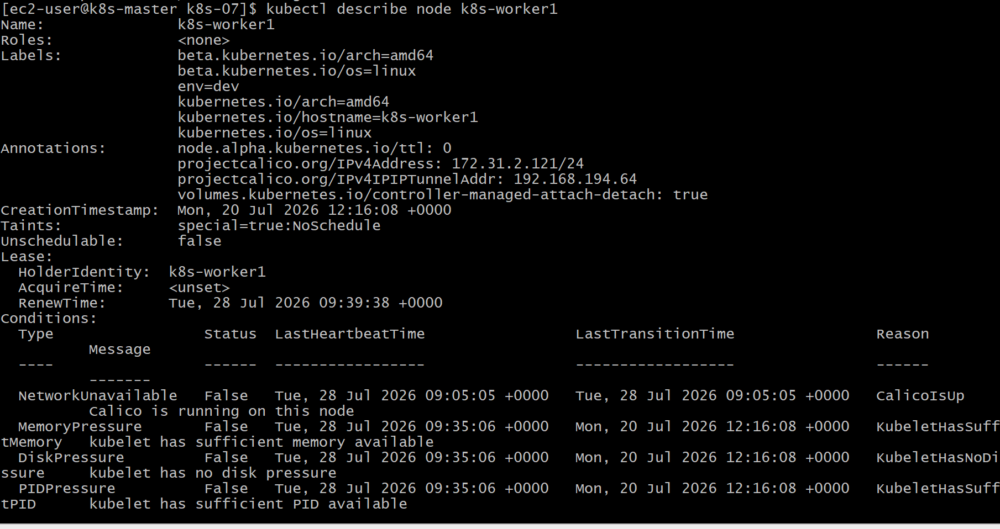 [ec2-user@k8s-master k8s-07]$ kubectl describe node k8s-worker1
Name:               k8s-worker1
Roles:              <none>
Labels:             beta.kubernetes.io/arch=amd64
                    beta.kubernetes.io/os=linux
                    env=dev
                    kubernetes.io/arch=amd64
                    kubernetes.io/hostname=k8s-worker1
                    kubernetes.io/os=linux
Annotations:        node.alpha.kubernetes.io/ttl: 0
                    projectcalico.org/IPv4Address: 172.31.2.121/24
                    projectcalico.org/IPv4IPIPTunnelAddr: 192.168.194.64
                    volumes.kubernetes.io/controller-managed-attach-detach: true
CreationTimestamp:  Mon, 20 Jul 2026 12:16:08 +0000
Taints:             special=true:NoSchedule
Unschedulable:      false
Lease:
  HolderIdentity:  k8s-worker1
  AcquireTime:     <unset>
  RenewTime:       Tue, 28 Jul 2026 09:39:38 +0000
Conditions:
  Type                 Status  LastHeartbeatTime                 LastTransitionTime                Reason
          Message
  ----                 ------  -----------------                 ------------------                ------
          -------
  NetworkUnavailable   False   Tue, 28 Jul 2026 09:05:05 +0000   Tue, 28 Jul 2026 09:05:05 +0000   CalicoIsUp
          Calico is running on this node
  MemoryPressure       False   Tue, 28 Jul 2026 09:35:06 +0000   Mon, 20 Jul 2026 12:16:08 +0000   KubeletHasSuff
tMemory   kubelet has sufficient memory available
  DiskPressure         False   Tue, 28 Jul 2026 09:35:06 +0000   Mon, 20 Jul 2026 12:16:08 +0000   KubeletHasNoDi
ssure     kubelet has no disk pressure
  PIDPressure          False   Tue, 28 Jul 2026 09:35:06 +0000   Mon, 20 Jul 2026 12:16:08 +0000   KubeletHasSuff
tPID      kubelet has sufficient PID available